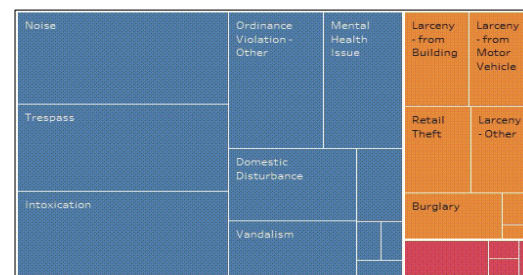 Noise
Trespass
Intoxication
Ordinance
Violation -
Other
Mental
Health
Issue
Domestic
Disturbance
Vandalism
Larceny
- from
Building
Larceny
- from
Motor
Vehicle
Retail
Theft
Larceny
- Other
Burglary